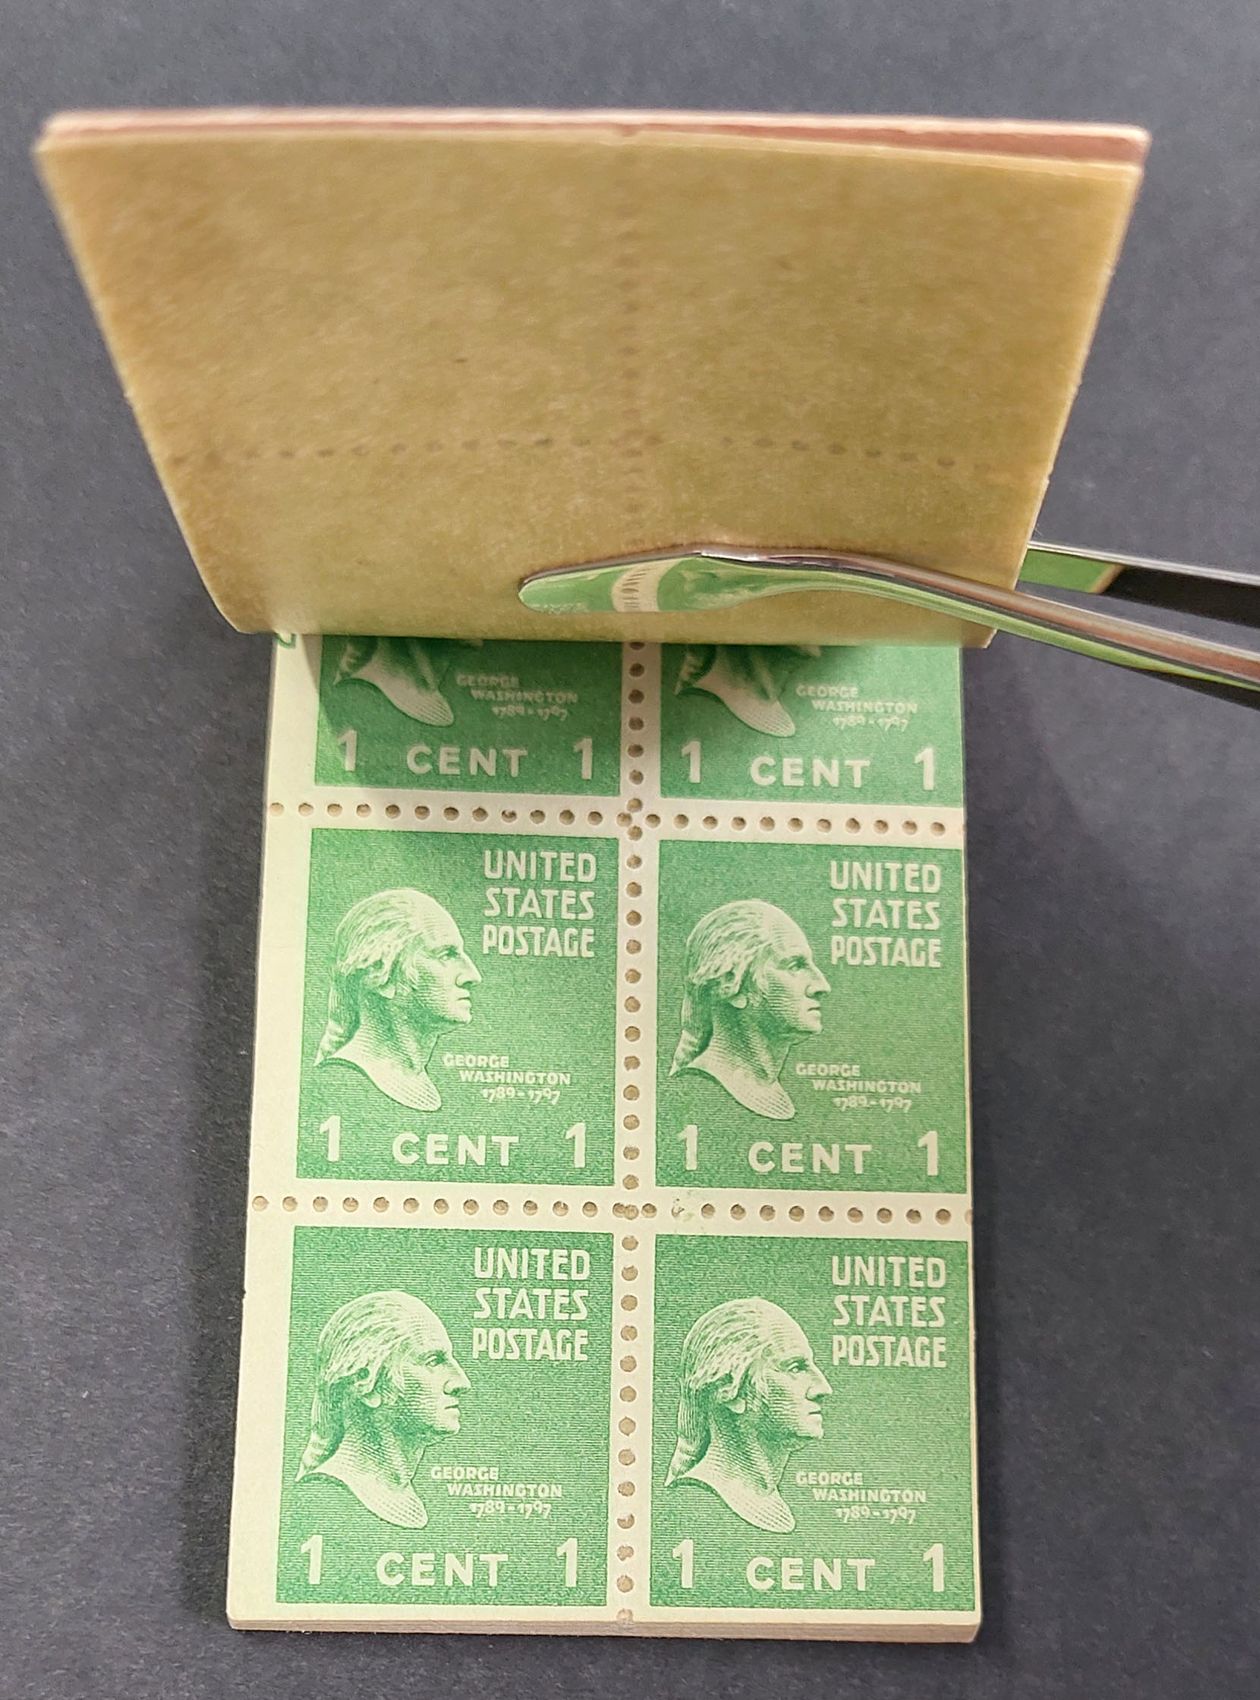 GEORGE
WASHINGTON
1789-1797
1 CENT 1
GEORGE
WASHINGTON
1789-1797
1 CENT 1
UNITED
STATES
POSTAGE
GEORGE
WASHINGTON
1789-1797
1 CENT 1
UNITED
STATES
POSTAGE
GEORGE
WASHINGTON
1789-1797
1 CENT 1
UNITED
STATES
POSTAGE
GEORGE
WASHINGTON
1789-1797
1 CENT 1
UNITED
STATES
POSTAGE
GEORGE
WASHINGTON
1789-1797
1 CENT 1